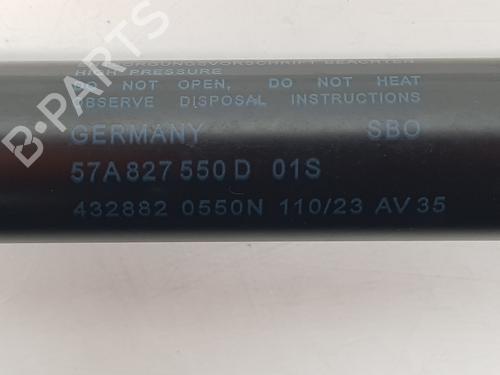 HIGH PRESSURE
DO NOT OPEN, DO NOT HEAT
OBSERVE DISPOSAL INSTRUCTIONS
GERMANY SBO
57A827550D 01S
432882 0550N 110/23 AV35
B-PARTS